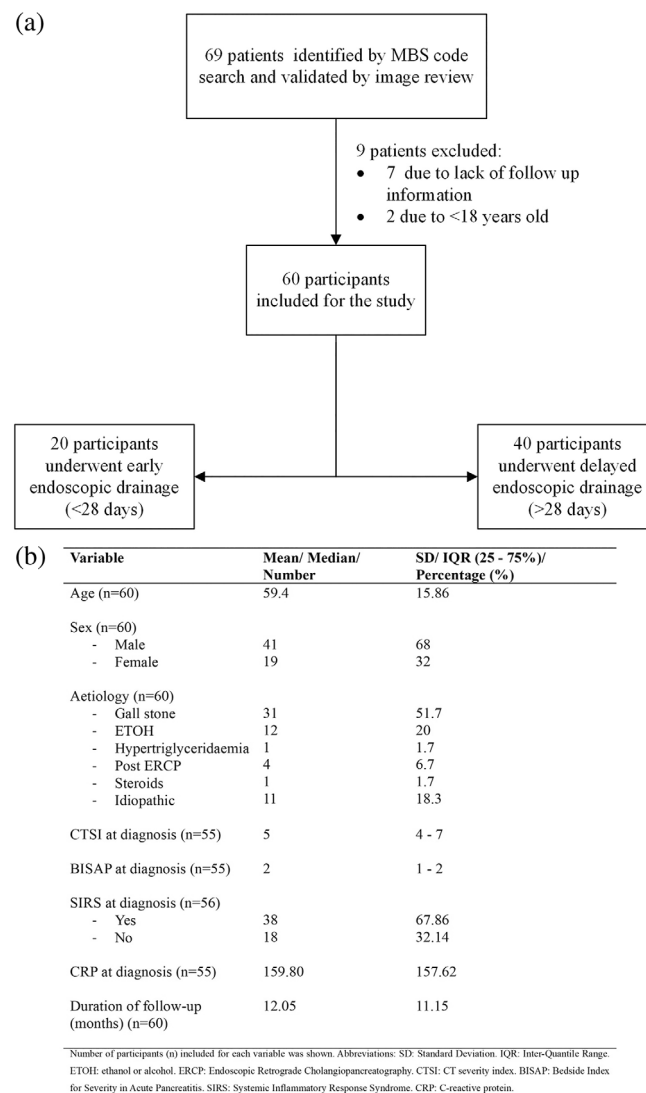 (a)
69 patients identified by MBS code
search and validated by image review
9 patients excluded:
• 7 due to lack of follow up
information
• 2 due to <18 years old
60 participants
included for the study
20 participants
underwent early
endoscopic drainage
(<28 days)
40 participants
underwent delayed
endoscopic drainage
(>28 days)
(b)
Variable Mean/ Median/ SD/ IQR (25 - 75%)/
Number Percentage (%)
Age (n=60) 59.4 15.86
Sex (n=60)
- Male 41 68
- Female 19 32
Aetiology (n=60)
- Gall stone 31 51.7
- ETOH 12 20
- Hypertriglyceridaemia 1 1.7
- Post ERCP 4 6.7
- Steroids 1 1.7
- Idiopathic 11 18.3
CTSI at diagnosis (n=55) 5 4 - 7
BISAP at diagnosis (n=55) 2 1 - 2
SIRS at diagnosis (n=56)
- Yes 38 67.86
- No 18 32.14
CRP at diagnosis (n=55) 159.80 157.62
Duration of follow-up 12.05 11.15
(months) (n=60)
Number of participants (n) included for each variable was shown. Abbreviations: SD: Standard Deviation. IQR: Inter-Quantile Range.
ETOH: ethanol or alcohol. ERCP: Endoscopic Retrograde Cholangiopancreatography. CTSI: CT severity index. BISAP: Bedside Index
for Severity in Acute Pancreatitis. SIRS: Systemic Inflammatory Response Syndrome. CRP: C-reactive protein.